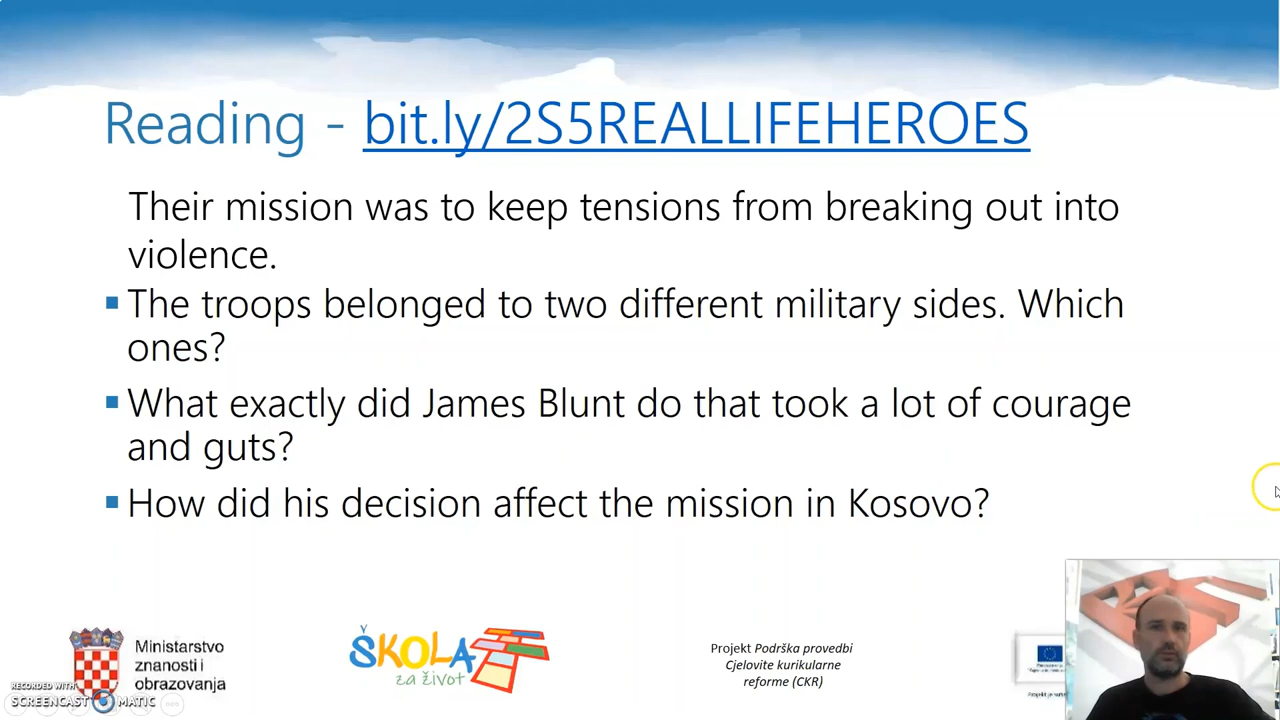 Reading - bit.ly/2S5REALLIFEHEROES
Their mission was to keep tensions from breaking out into
violence.
The troops belonged to two different military sides. Which
ones?
What exactly did James Blunt do that took a lot of courage
and guts?
How did his decision affect the mission in Kosovo?
Ministarstvo
znanosti i
obrazovanja
ŠKOLA
za život
Projekt Podrška provedbi
Cjelovite kurikularne
reforme (CKR)
RECORDED WITH
SCREENCAST MATIC